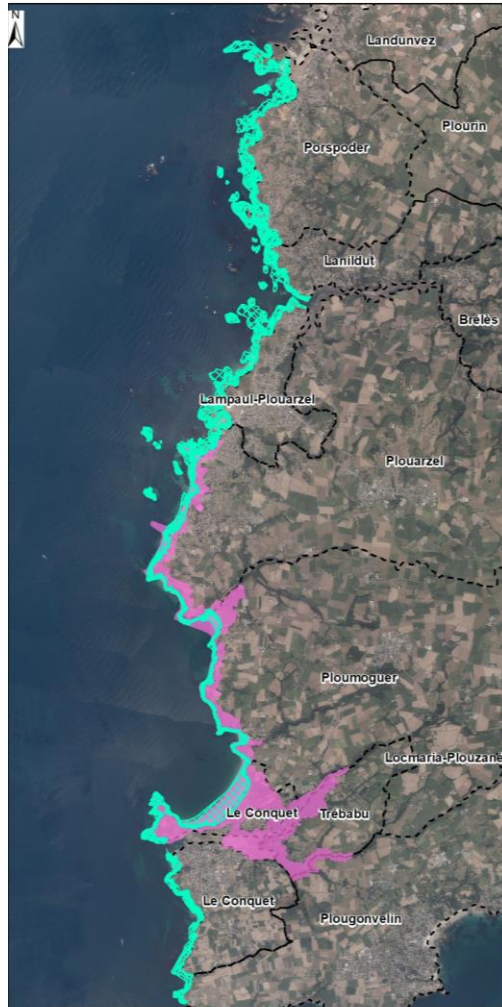 N
Landunvez
Plourin
Porspoder
Lanildut
Brélès
Lampaul-Plouarzel
Plouarzel
Ploumoguer
Locmaria-Plouzané
Le Conquet
Trébabu
Le Conquet
Plougonvelin